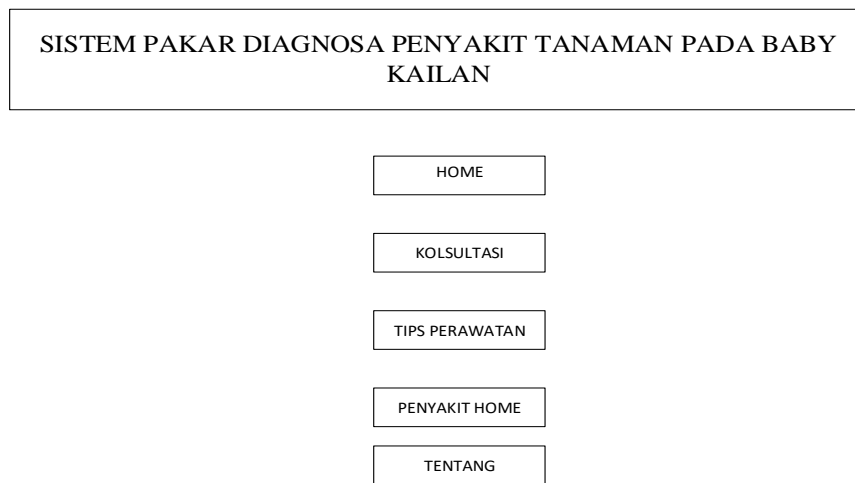 SISTEM PAKAR DIAGNOSA PENYAKIT TANAMAN PADA BABY
KAILAN
HOME
KOLSULTASI
TIPS PERAWATAN
PENYAKIT HOME
TENTANG